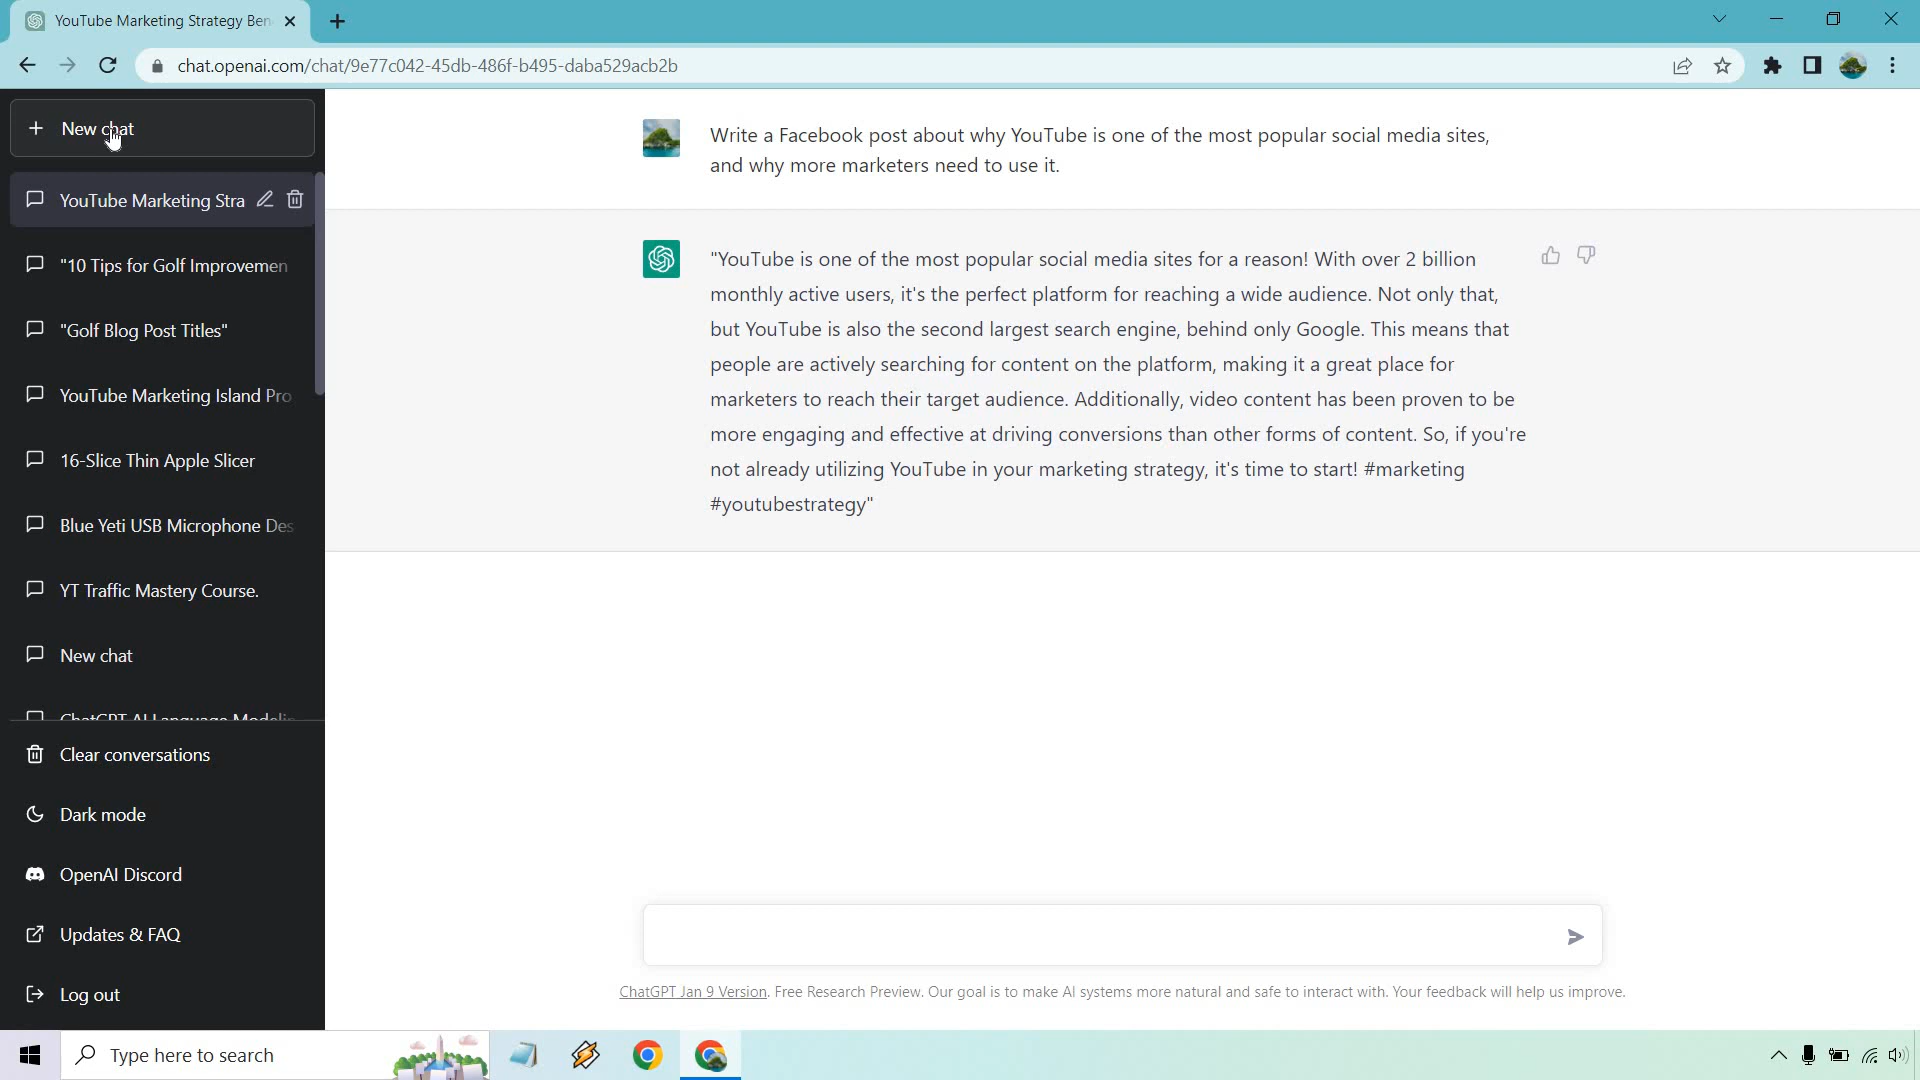 YouTube Marketing Strategy Ben
chat.openai.com/chat/9e77c042-45db-486f-b495-daba529acb2b
New chat
YouTube Marketing Stra
"10 Tips for Golf Improvemen
"Golf Blog Post Titles"
YouTube Marketing Island Pro
16-Slice Thin Apple Slicer
Blue Yeti USB Microphone Des
YT Traffic Mastery Course.
New chat
ChatGPT AI Language Modelin
Clear conversations
Dark mode
OpenAI Discord
Updates & FAQ
Log out
Write a Facebook post about why YouTube is one of the most popular social media sites,
and why more marketers need to use it.
"YouTube is one of the most popular social media sites for a reason! With over 2 billion
monthly active users, it's the perfect platform for reaching a wide audience. Not only that,
but YouTube is also the second largest search engine, behind only Google. This means that
people are actively searching for content on the platform, making it a great place for
marketers to reach their target audience. Additionally, video content has been proven to be
more engaging and effective at driving conversions than other forms of content. So, if you're
not already utilizing YouTube in your marketing strategy, it's time to start! #marketing
#youtubestrategy"
ChatGPT Jan 9 Version. Free Research Preview. Our goal is to make AI systems more natural and safe to interact with. Your feedback will help us improve.
Type here to search